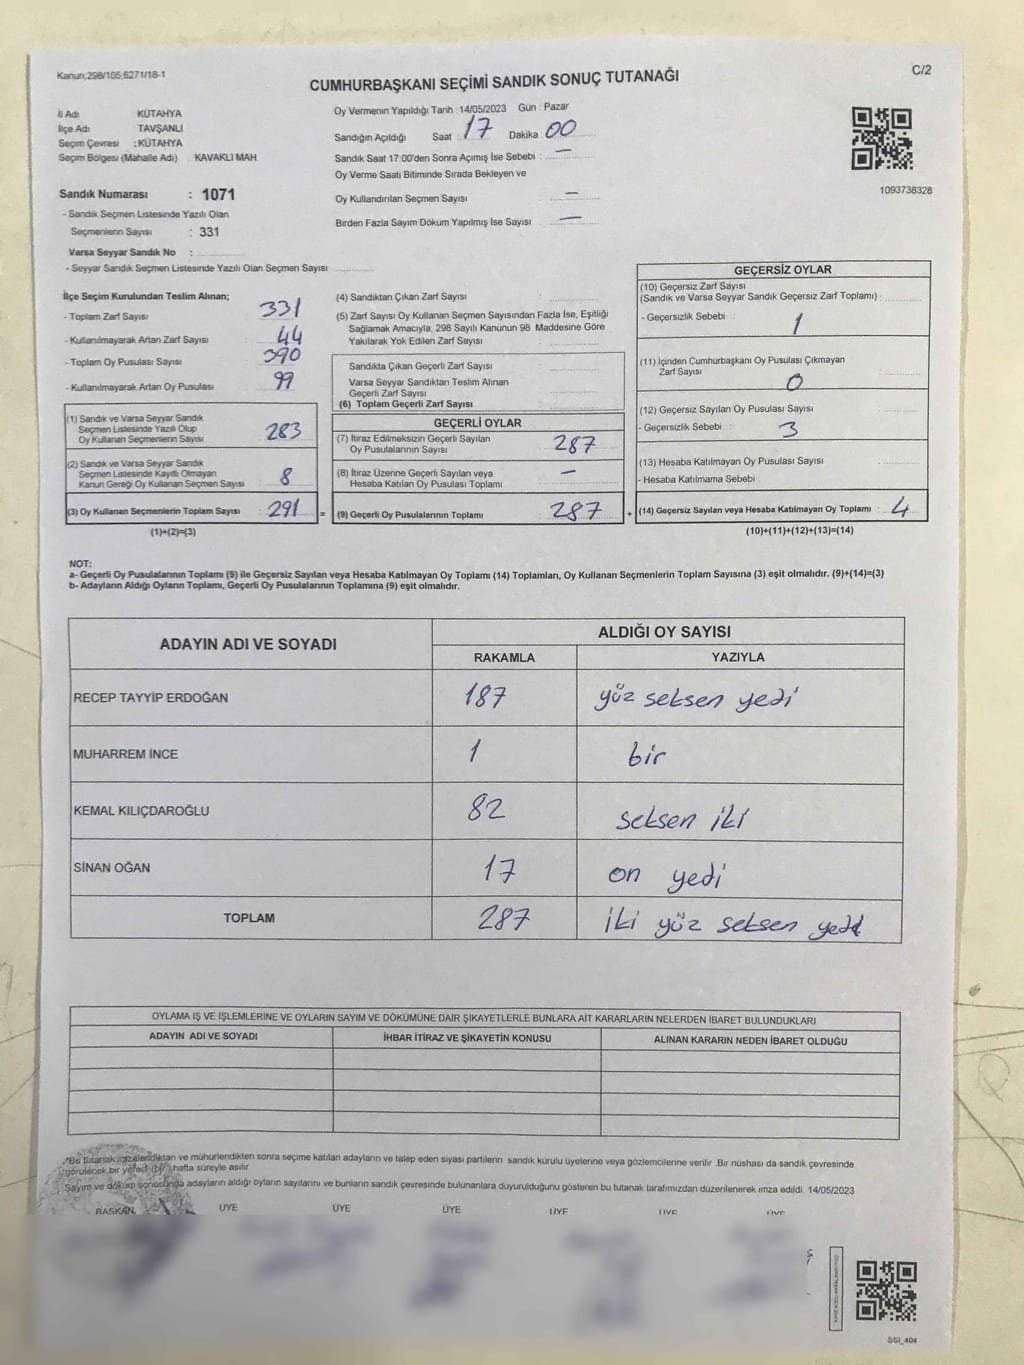 Kanun;298/105;6271/18-1
C/2
CUMHURBAŞKANI SEÇİMİ SANDIK SONUÇ TUTANAĞI
İl Adı KÜTAHYA
İlçe Adı TAVŞANLI
Seçim Çevresi :KÜTAHYA
Seçim Bölgesi (Mahalle Adı) KAVAKLI MAH.
Oy Vermenin Yapıldığı Tarih :14/05/2023 Gün : Pazar
Sandığın Açıldığı Saat : 17 Dakika : 00
Sandık Saat 17:00'den Sonra Açımış İse Sebebi : —
Oy Verme Saati Bitiminde Sırada Bekleyen ve
Oy Kullandırılan Seçmen Sayısı —
Birden Fazla Sayım Döküm Yapılmış İse Sayısı —
1093738328
Sandık Numarası : 1071
- Sandık Seçmen Listesinde Yazılı Olan
Seçmenlerin Sayısı : 331
Varsa Seyyar Sandık No :
- Seyyar Sandık Seçmen Listesinde Yazılı Olan Seçmen Sayısı
İlçe Seçim Kurulundan Teslim Alınan;
- Toplam Zarf Sayısı 331
- Kullanılmayarak Artan Zarf Sayısı 44
- Toplam Oy Pusulası Sayısı 390
- Kullanılmayarak Artan Oy Pusulası 99
(1) Sandık ve Varsa Seyyar Sandık
Seçmen Listesinde Yazılı Olup
Oy Kullanan Seçmenlerin Sayısı 283
(2) Sandık ve Varsa Seyyar Sandık
Seçmen Listesinde Kayıtlı Olmayan
Kanun Gereği Oy Kullanan Seçmen Sayısı 8
(3) Oy Kullanan Seçmenlerin Toplam Sayısı 291 =
(1)+(2)=(3)
(4) Sandıktan Çıkan Zarf Sayısı :
(5) Zarf Sayısı Oy Kullanan Seçmen Sayısından Fazla İse, Eşitliği
Sağlamak Amacıyla, 298 Sayılı Kanunun 98. Maddesine Göre
Yakılarak Yok Edilen Zarf Sayısı :
Sandıkta Çıkan Geçerli Zarf Sayısı :
Varsa Seyyar Sandıktan Teslim Alınan
Geçerli Zarf Sayısı :
(6) Toplam Geçerli Zarf Sayısı :
GEÇERLİ OYLAR
(7) İtiraz Edilmeksizin Geçerli Sayılan
Oy Pusulalarının Sayısı 287
(8) İtiraz Üzerine Geçerli Sayılan veya
Hesaba Katılan Oy Pusulası Toplamı —
(9) Geçerli Oy Pusulalarının Toplamı 287 +
GEÇERSİZ OYLAR
(10) Geçersiz Zarf Sayısı
(Sandık ve Varsa Seyyar Sandık Geçersiz Zarf Toplamı) :
- Geçersizlik Sebebi : 1
(11) İçinden Cumhurbaşkanı Oy Pusulası Çıkmayan
Zarf Sayısı : 0
(12) Geçersiz Sayılan Oy Pusulası Sayısı :
- Geçersizlik Sebebi : 3
(13) Hesaba Katılmayan Oy Pusulası Sayısı :
- Hesaba Katılmama Sebebi :
(14) Geçersiz Sayılan veya Hesaba Katılmayan Oy Toplamı : 4
(10)+(11)+(12)+(13)=(14)
NOT:
a- Geçerli Oy Pusulalarının Toplamı (9) ile Geçersiz Sayılan veya Hesaba Katılmayan Oy Toplamı (14) Toplamları, Oy Kullanan Seçmenlerin Toplam Sayısına (3) eşit olmalıdır. (9)+(14)=(3)
b- Adayların Aldığı Oyların Toplamı, Geçerli Oy Pusulalarının Toplamına (9) eşit olmalıdır.
ADAYIN ADI VE SOYADI
ALDIĞI OY SAYISI
RAKAMLA YAZIYLA
RECEP TAYYİP ERDOĞAN 187 yüz seksen yedi
MUHARREM İNCE 1 bir
KEMAL KILIÇDAROĞLU 82 seksen iki
SİNAN OĞAN 17 on yedi
TOPLAM 287 iki yüz seksen yedi
OYLAMA İŞ VE İŞLEMLERİNE VE OYLARIN SAYIM VE DÖKÜMÜNE DAİR ŞİKAYETLERLE BUNLARA AİT KARARLARIN NELERDEN İBARET BULUNDUKLARI
ADAYIN ADI VE SOYADI İHBAR İTİRAZ VE ŞİKAYETİN KONUSU ALINAN KARARIN NEDEN İBARET OLDUĞU
*Bu tutanak imzalandıktan ve mühürlendikten sonra seçime katılan adayların ve talep eden siyasi partilerin sandık kurulu üyelerine veya gözlemcilerine verilir. Bir nüshası da sandık çevresinde
görülecek bir yere bir hafta süreyle asılır.
Sayım ve döküm sonucunda adayların aldığı oyların sayılarını ve bunların sandık çevresinde bulunanlara duyurulduğunu gösteren bu tutanak tarafımızdan düzenlenerek imza edildi. 14/05/2023
BAŞKAN ÜYE ÜYE ÜYE ÜYE ÜYE ÜYE
SSI_404